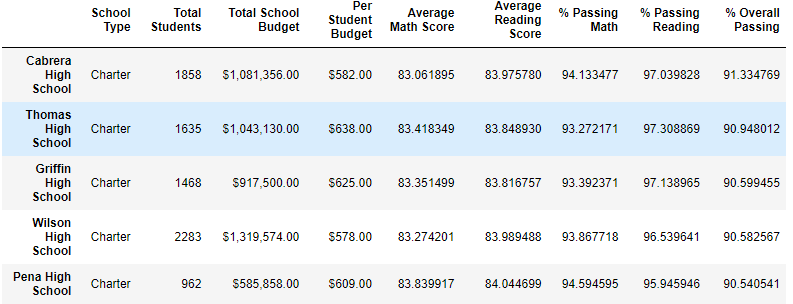 School Type Total Students Total School Budget Per Student Budget Average Math Score Average Reading Score % Passing Math % Passing Reading % Overall Passing
Cabrera High School Charter 1858 $1,081,356.00 $582.00 83.061895 83.975780 94.133477 97.039828 91.334769
Thomas High School Charter 1635 $1,043,130.00 $638.00 83.418349 83.848930 93.272171 97.308869 90.948012
Griffin High School Charter 1468 $917,500.00 $625.00 83.351499 83.816757 93.392371 97.138965 90.599455
Wilson High School Charter 2283 $1,319,574.00 $578.00 83.274201 83.989488 93.867718 96.539641 90.582567
Pena High School Charter 962 $585,858.00 $609.00 83.839917 84.044699 94.594595 95.945946 90.540541